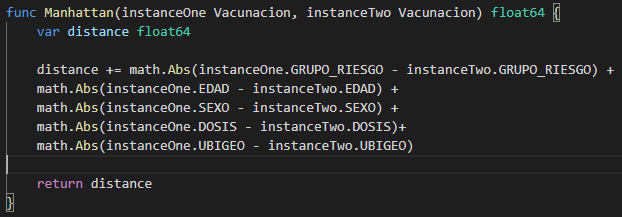 func Manhattan(instanceOne Vacunacion, instanceTwo Vacunacion) float64 {
var distance float64
distance += math.Abs(instanceOne.GRUPO_RIESGO - instanceTwo.GRUPO_RIESGO) +
math.Abs(instanceOne.EDAD - instanceTwo.EDAD) +
math.Abs(instanceOne.SEXO - instanceTwo.SEXO) +
math.Abs(instanceOne.DOSIS - instanceTwo.DOSIS)+
math.Abs(instanceOne.UBIGEO - instanceTwo.UBIGEO)
return distance
}